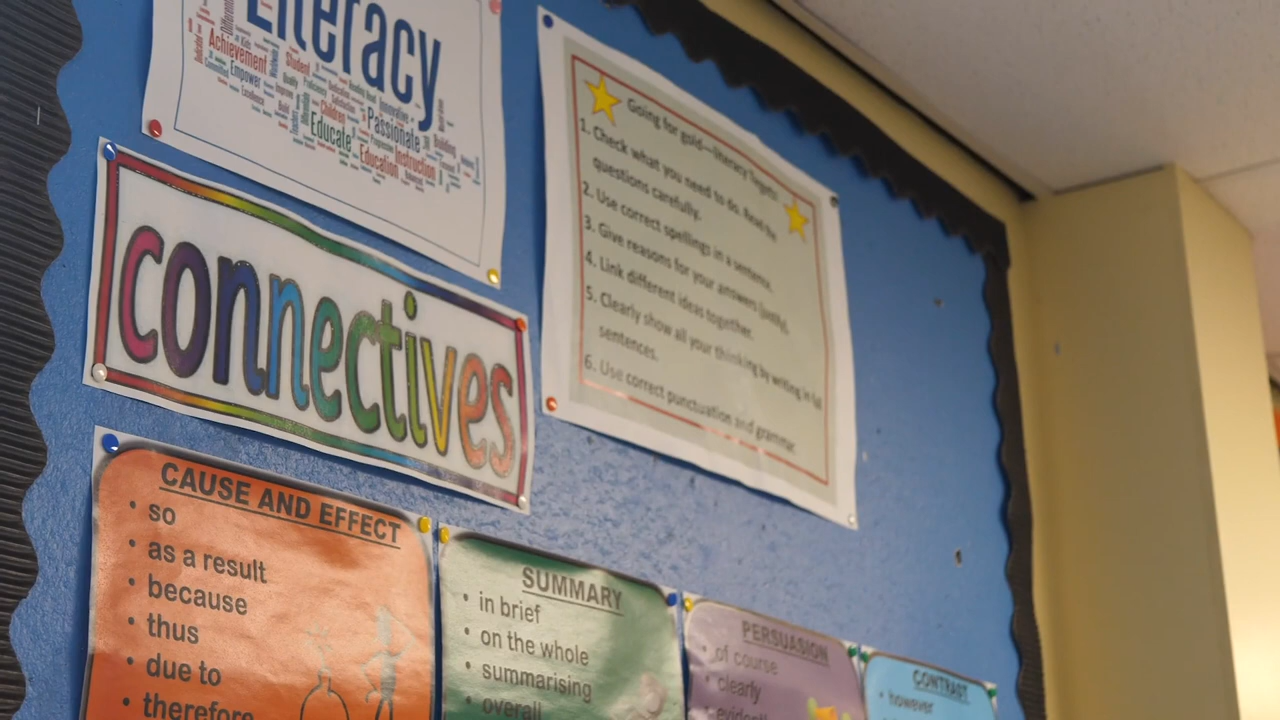 Literacy
Achievement
Student
Empower
Committed
Excellence
Innovative
Children
Passionate
Educate
Building
Instruction
Education
connectives
Going for gold—literacy targets
1. Check what you need to do. Read the
questions carefully.
2. Use correct spellings in a sentence.
3. Give reasons for your answers (justify).
4. Link different ideas together.
5. Clearly show all your thinking by writing in full
sentences.
6. Use correct punctuation and grammar
CAUSE AND EFFECT
• so
• as a result
• because
• thus
• due to
• therefore
SUMMARY
• in brief
• on the whole
• summarising
• overall
PERSUASION
• of course
• clearly
CONTRAST
• however